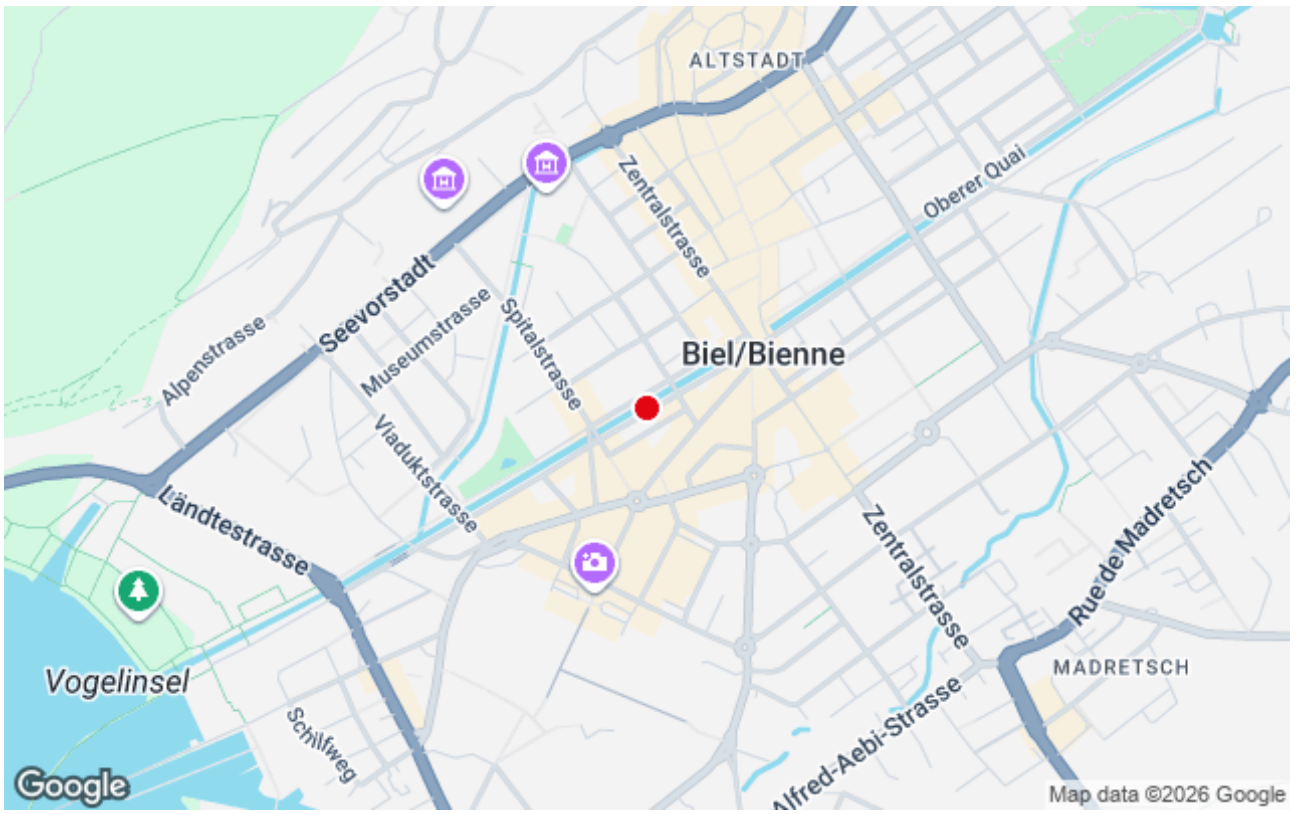 ALTSTADT
Zentralstrasse
Oberer Quai
Seevorstadt
Museumstrasse
Spitalstrasse
Alpenstrasse
Biel/Bienne
Viaduktstrasse
Ländtestrasse
Zentralstrasse
Rue de Madretsch
Vogelinsel
MADRETSCH
Schilfweg
Alfred-Aebi-Strasse
Google
Map data ©2026 Google